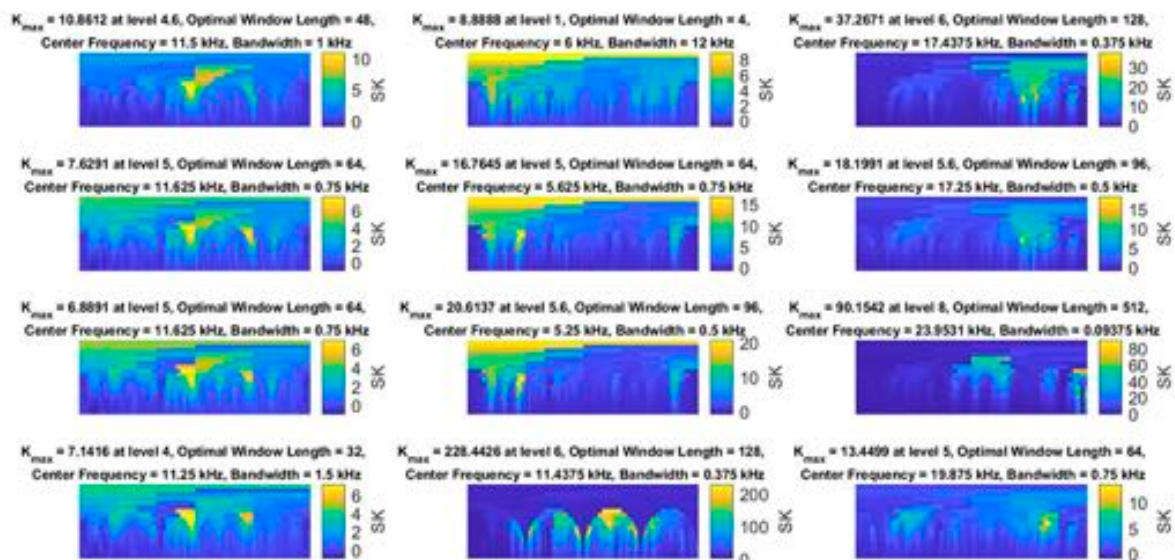 K_max = 10.8612 at level 4.6, Optimal Window Length = 48,
Center Frequency = 11.5 kHz, Bandwidth = 1 kHz
10
5
0
SK
K_max = 8.8888 at level 1, Optimal Window Length = 4,
Center Frequency = 6 kHz, Bandwidth = 12 kHz
8
6
4
2
0
SK
K_max = 37.2671 at level 6, Optimal Window Length = 128,
Center Frequency = 17.4375 kHz, Bandwidth = 0.375 kHz
30
20
10
0
SK
K_max = 7.6291 at level 5, Optimal Window Length = 64,
Center Frequency = 11.625 kHz, Bandwidth = 0.75 kHz
6
4
2
0
SK
K_max = 16.7645 at level 5, Optimal Window Length = 64,
Center Frequency = 5.625 kHz, Bandwidth = 0.75 kHz
15
10
5
0
SK
K_max = 18.1991 at level 5.6, Optimal Window Length = 96,
Center Frequency = 17.25 kHz, Bandwidth = 0.5 kHz
15
10
5
0
SK
K_max = 6.8891 at level 5, Optimal Window Length = 64,
Center Frequency = 11.625 kHz, Bandwidth = 0.75 kHz
6
4
2
0
SK
K_max = 20.6137 at level 5.6, Optimal Window Length = 96,
Center Frequency = 5.25 kHz, Bandwidth = 0.5 kHz
20
10
0
SK
K_max = 90.1542 at level 8, Optimal Window Length = 512,
Center Frequency = 23.9531 kHz, Bandwidth = 0.09375 kHz
80
60
40
20
0
SK
K_max = 7.1416 at level 4, Optimal Window Length = 32,
Center Frequency = 11.25 kHz, Bandwidth = 1.5 kHz
6
4
2
0
SK
K_max = 228.4426 at level 6, Optimal Window Length = 128,
Center Frequency = 11.4375 kHz, Bandwidth = 0.375 kHz
200
100
0
SK
K_max = 13.4499 at level 5, Optimal Window Length = 64,
Center Frequency = 19.875 kHz, Bandwidth = 0.75 kHz
10
5
0
SK